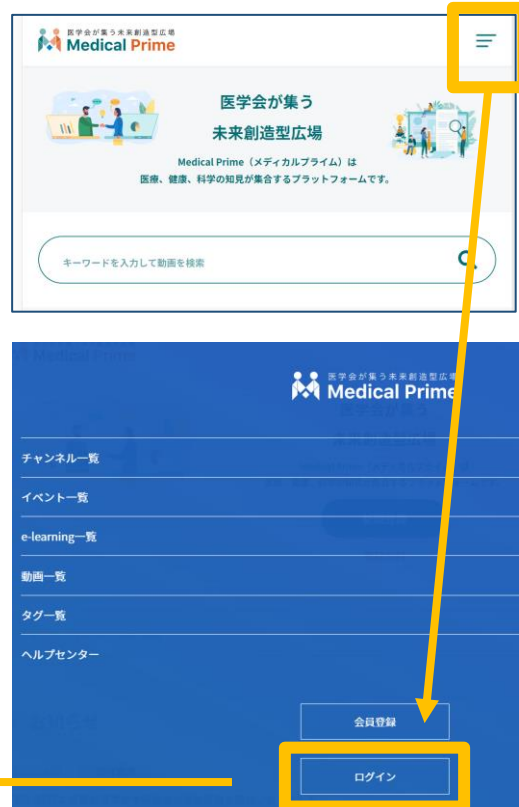 医学会が集う未来創造型広場
Medical Prime
医学会が集う
未来創造型広場
Medical Prime（メディカルプライム）は
医療、健康、科学の知見が集合するプラットフォームです。
キーワードを入力して動画を検索
医学会が集う未来創造型広場
Medical Prime
チャンネル一覧
イベント一覧
e-learning一覧
動画一覧
タグ一覧
ヘルプセンター
会員登録
ログイン